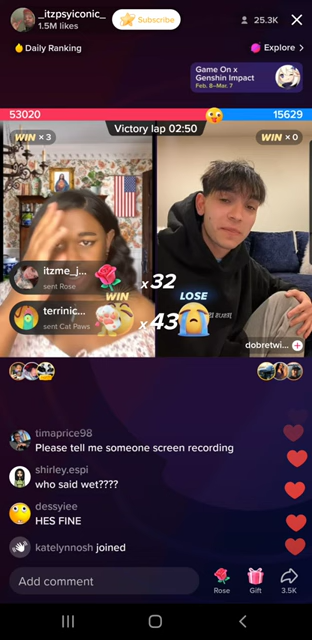 _itzpsyiconic_
1.5M likes
Subscribe
25.3K
Daily Ranking
Explore >
Game On x
Genshin Impact
Feb. 8–Mar. 7
53020
15629
Victory lap 02:50
WIN ×3
WIN ×0
itzme_j...
sent Rose
x32
WIN
LOSE
terrinic...
sent Cat Paws
x43
dobretwi...
timaprice98
Please tell me someone screen recording
shirley.espi
who said wet????
dessyiee
HES FINE
katelynnosh joined
Add comment
Rose
Gift
3.5K